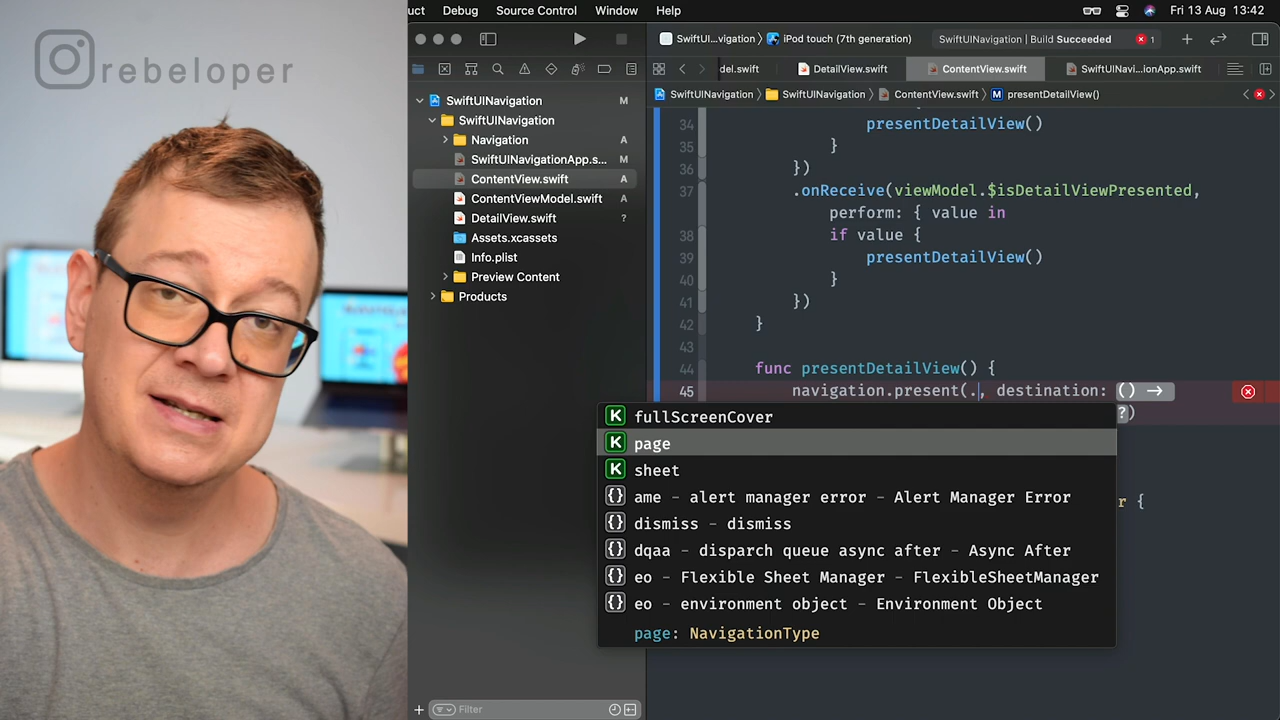 rebeloper
uct Debug Source Control Window Help Fri 13 Aug 13:42
SwiftUI...vigation iPod touch (7th generation) SwiftUINavigation | Build Succeeded 1
del.swift DetailView.swift ContentView.swift SwiftUINavi...ionApp.swift
SwiftUINavigation SwiftUINavigation ContentView.swift M presentDetailView()
SwiftUINavigation M
SwiftUINavigation
Navigation A
SwiftUINavigationApp.s... M
ContentView.swift A
ContentViewModel.swift A
DetailView.swift ?
Assets.xcassets
Info.plist
Preview Content
Products
Filter
34 presentDetailView()
35 }
36 })
37 .onReceive(viewModel.$isDetailViewPresented,
perform: { value in
38 if value {
39 presentDetailView()
40 }
41 })
42 }
43
44 func presentDetailView() {
45 navigation.present(., destination: () →
?)
r {
K fullScreenCover
K page
K sheet
{} ame - alert manager error - Alert Manager Error
{} dismiss - dismiss
{} dqaa - disparch queue async after - Async After
{} eo - Flexible Sheet Manager - FlexibleSheetManager
{} eo - environment object - Environment Object
page: NavigationType